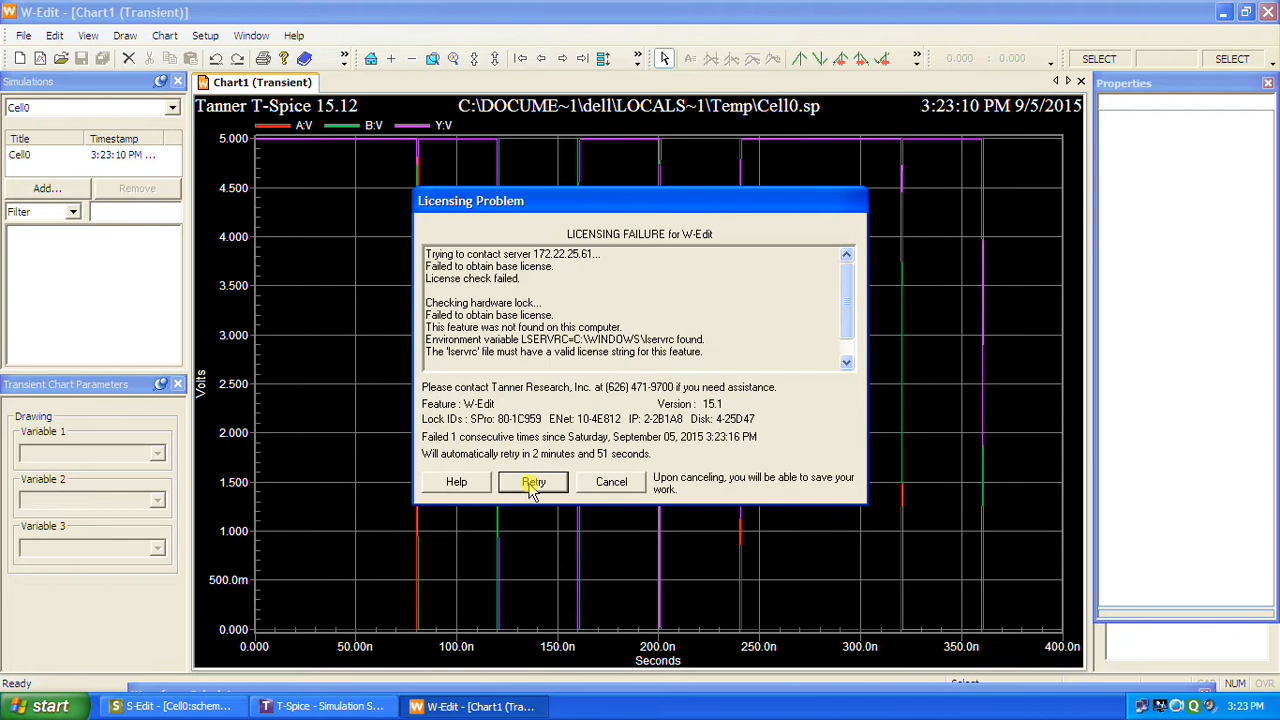 W-Edit - [Chart1 (Transient)]
File Edit View Draw Chart Setup Window Help
0.000 : 0.000 SELECT SELECT
Simulations
Cell0
Title Timestamp
Cell0 3:23:10 PM ...
Add... Remove
Filter
Transient Chart Parameters
Drawing
Variable 1
Variable 2
Variable 3
Chart1 (Transient)
Tanner T-Spice 15.12 C:\DOCUME~1\dell\LOCALS~1\Temp\Cell0.sp 3:23:10 PM 9/5/2015
A:V B:V Y:V
5.000
4.500
4.000
3.500
3.000
2.500
2.000
1.500
1.000
500.0m
0.000
Volts
0.000 50.00n 100.0n 150.0n 200.0n 250.0n 300.0n 350.0n 400.0n
Seconds
Properties
Licensing Problem
LICENSING FAILURE for W-Edit
Trying to contact server 172.22.25.61...
Failed to obtain base license.
License check failed.
Checking hardware lock...
Failed to obtain base license.
This feature was not found on this computer.
Environment variable LSERVRC=C:\WINDOWS\lservrc found.
The 'lservrc' file must have a valid license string for this feature.
Please contact Tanner Research, Inc. at (626) 471-9700 if you need assistance.
Feature : W-Edit Version : 15.1
Lock IDs : SPro: 80-1C959 ENet: 10-4E812 IP: 2-2B1A8 Disk: 4-25D47
Failed 1 consecutive times since Saturday, September 05, 2015 3:23:16 PM
Will automatically retry in 2 minutes and 51 seconds.
Help Retry Cancel
Upon canceling, you will be able to save your
work.
Ready NUM OVR
start S-Edit - [Cell0:schem... T-Spice - Simulation S... W-Edit - [Chart1 (Tra... 3:23 PM